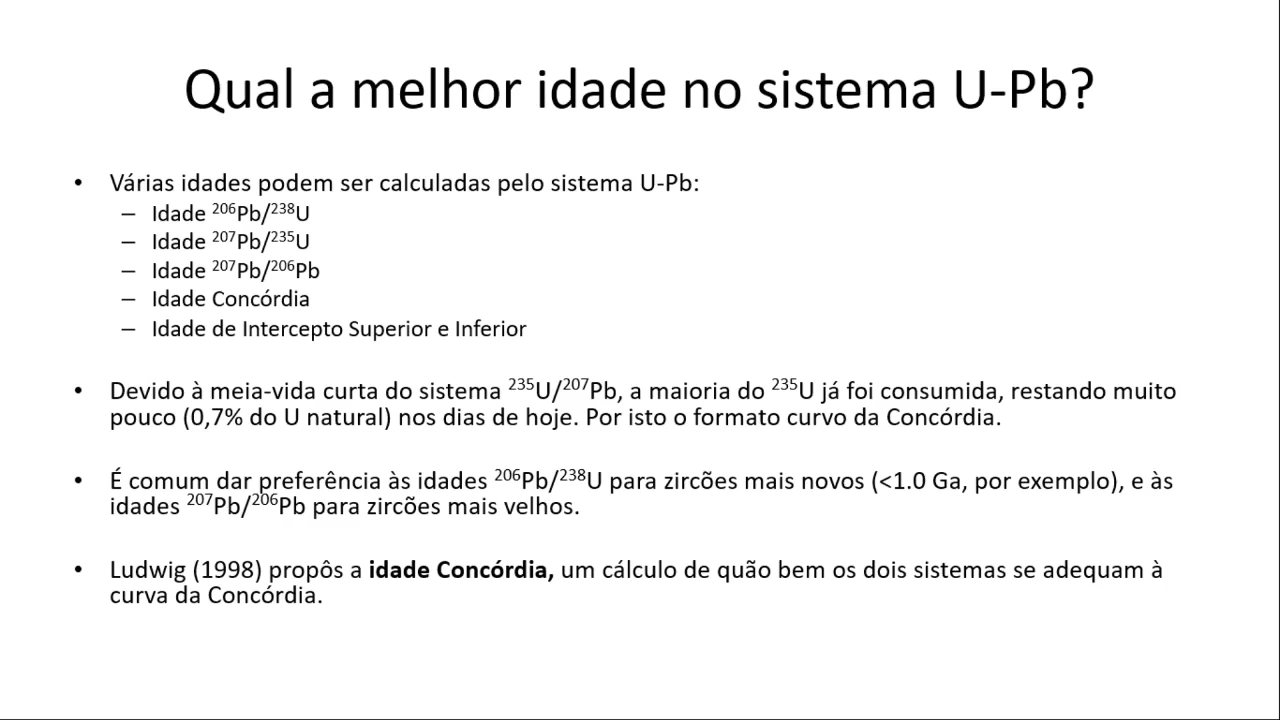 Qual a melhor idade no sistema U-Pb?
• Várias idades podem ser calculadas pelo sistema U-Pb:
– Idade ²⁰⁶Pb/²³⁸U
– Idade ²⁰⁷Pb/²³⁵U
– Idade ²⁰⁷Pb/²⁰⁶Pb
– Idade Concórdia
– Idade de Intercepto Superior e Inferior
• Devido à meia-vida curta do sistema ²³⁵U/²⁰⁷Pb, a maioria do ²³⁵U já foi consumida, restando muito
pouco (0,7% do U natural) nos dias de hoje. Por isto o formato curvo da Concórdia.
• É comum dar preferência às idades ²⁰⁶Pb/²³⁸U para zircões mais novos (<1.0 Ga, por exemplo), e às
idades ²⁰⁷Pb/²⁰⁶Pb para zircões mais velhos.
• Ludwig (1998) propôs a idade Concórdia, um cálculo de quão bem os dois sistemas se adequam à
curva da Concórdia.